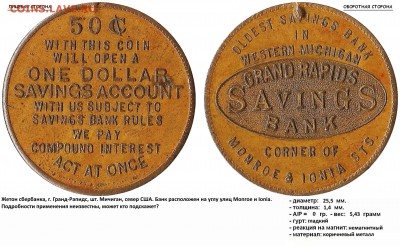 ЛИЦЕВАЯ СТОРОНА
ОБОРОТНАЯ СТОРОНА
50¢
WITH THIS COIN
WILL OPEN A
ONE DOLLAR
SAVINGS ACCOUNT
WITH US SUBJECT TO
SAVINGS BANK RULES
WE PAY
COMPOUND INTEREST
ACT AT ONCE
OLDEST SAVINGS BANK
IN
WESTERN MICHIGAN
GRAND RAPIDS
SAVINGS
BANK
CORNER OF
MONROE & IONIA STS.
Жетон сбербанка, г. Гранд-Рапидс, шт. Мичиган, север США. Банк расположен на углу улиц Monroe и Ionia.
Подробности применения неизвестны, может кто подскажет?
- диаметр: 25,5 мм.
- толщина: 1,4 мм.
- А/Р= 0 гр. - вес: 5,43 грамм
- гурт: гладкий
- реакция на магнит: немагнитный
- материал: коричневый металл